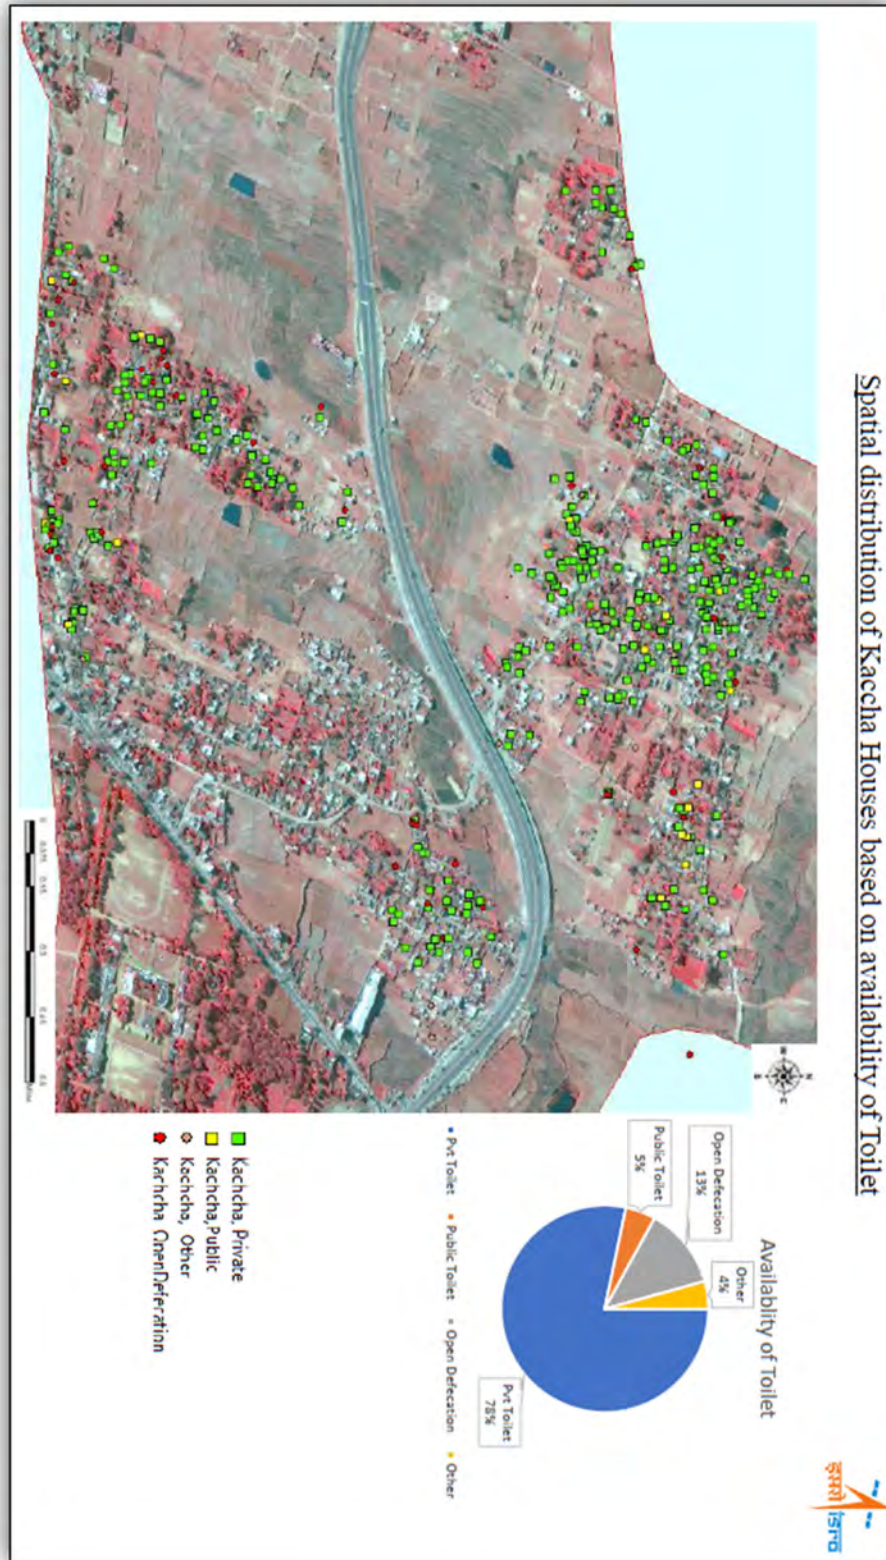 Spatial distribution of Kaccha Houses based on availability of Toilet
इसरो isro
N
Availablity of Toilet
Other
4%
Open Defecation
13%
Public Toilet
5%
Pvt Toilet
78%
Pvt Toilet
Public Toilet
Open Defecation
Other
Kachcha, Private
Kachcha,Public
Kachcha, Other
Kachcha
0